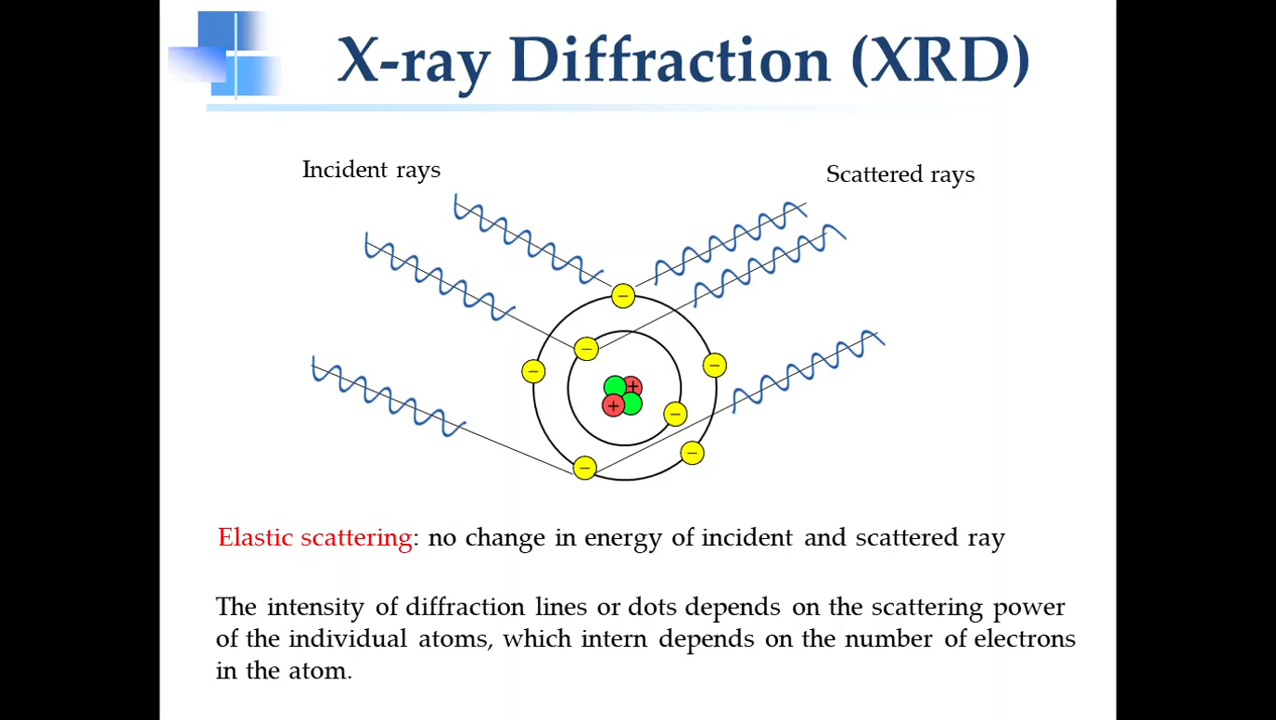 X-ray Diffraction (XRD)
Incident rays
Scattered rays
−
−
−
−
+
+
−
−
−
Elastic scattering: no change in energy of incident and scattered ray
The intensity of diffraction lines or dots depends on the scattering power
of the individual atoms, which intern depends on the number of electrons
in the atom.